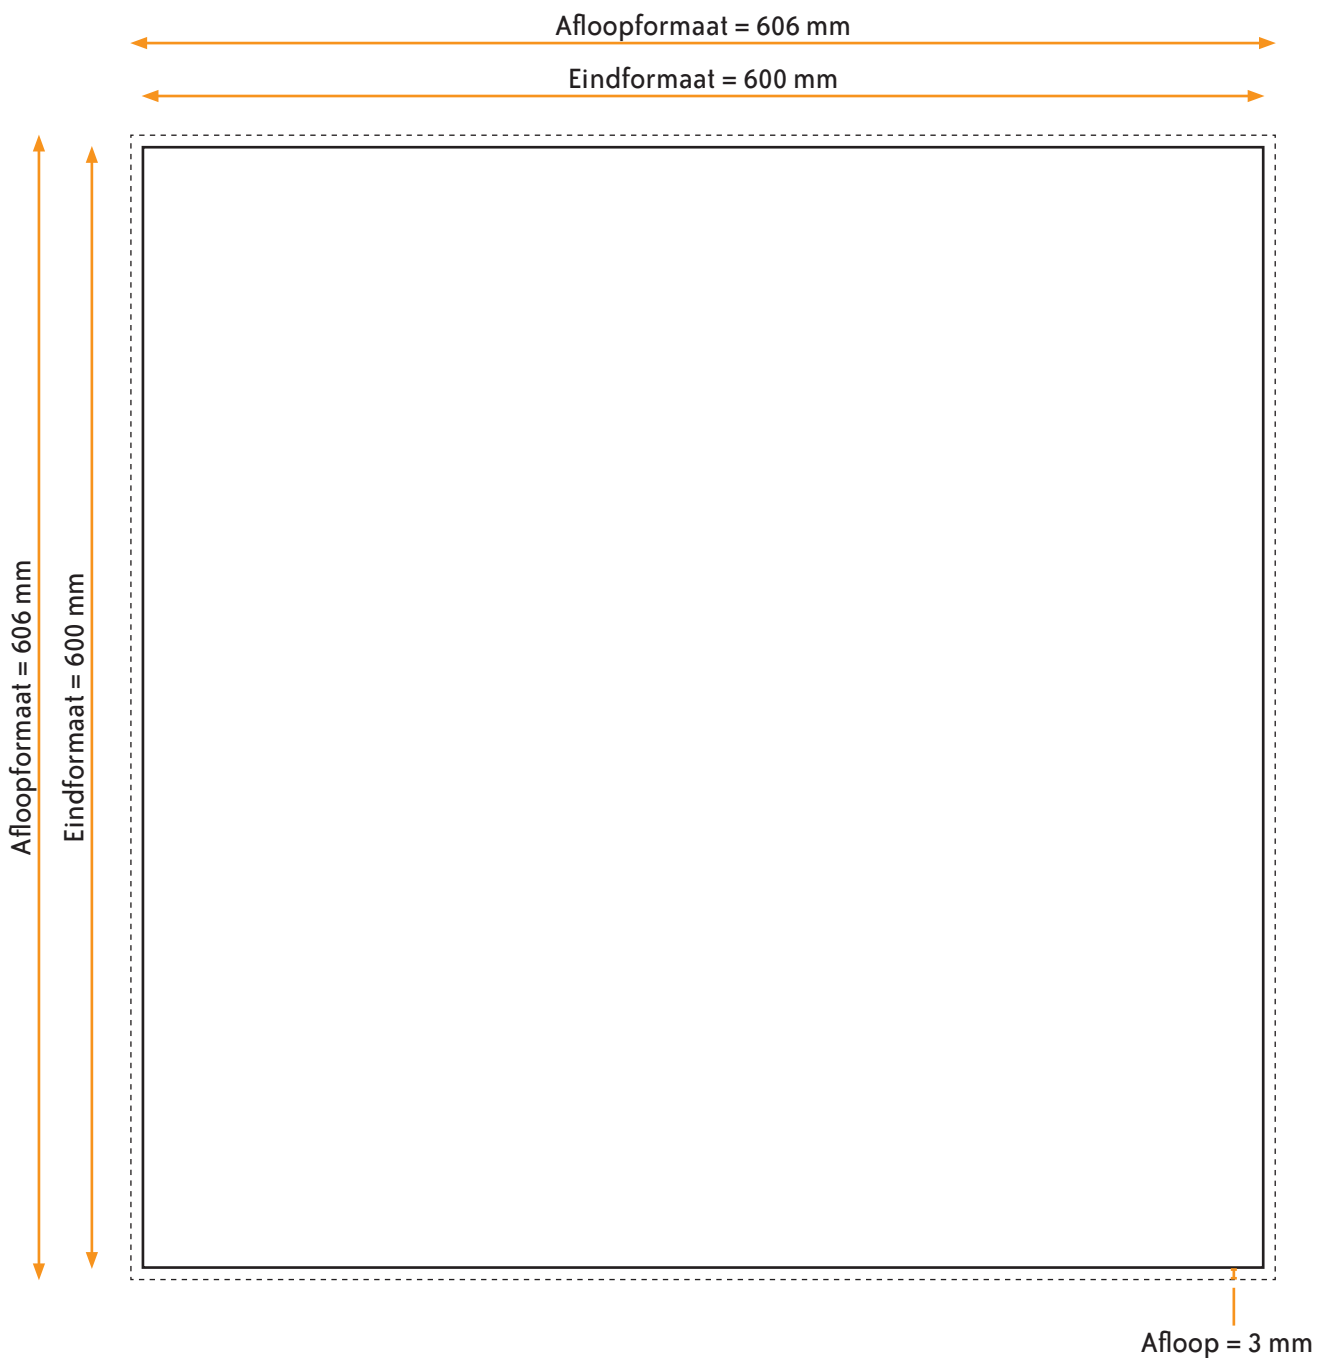 Afloopformaat = 606 mm
Eindformaat = 600 mm
Afloopformaat = 606 mm
Eindformaat = 600 mm
Afloop = 3 mm